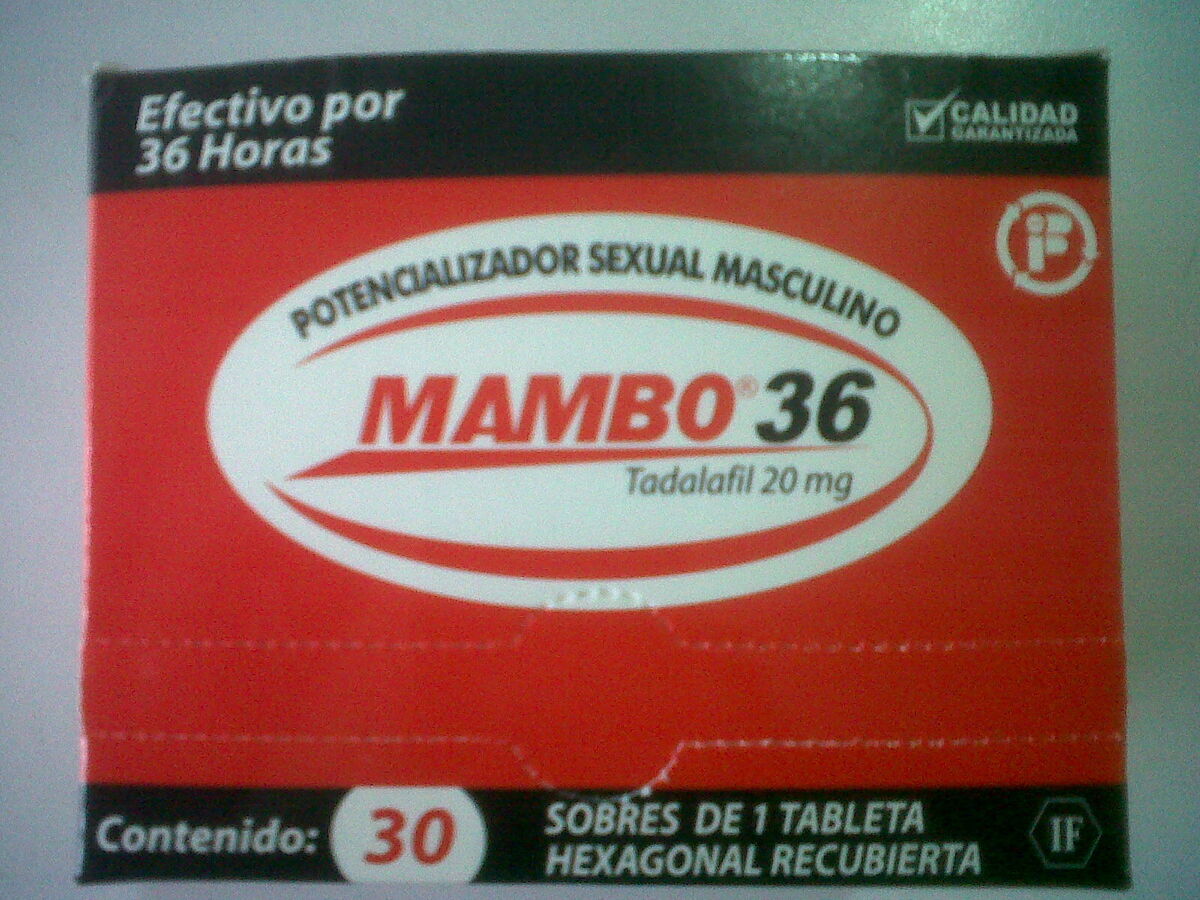 Efectivo por
36 Horas
CALIDAD
GARANTIZADA
iF
POTENCIALIZADOR SEXUAL MASCULINO
MAMBO® 36
Tadalafil 20 mg
Contenido: 30
SOBRES DE 1 TABLETA
HEXAGONAL RECUBIERTA
IF